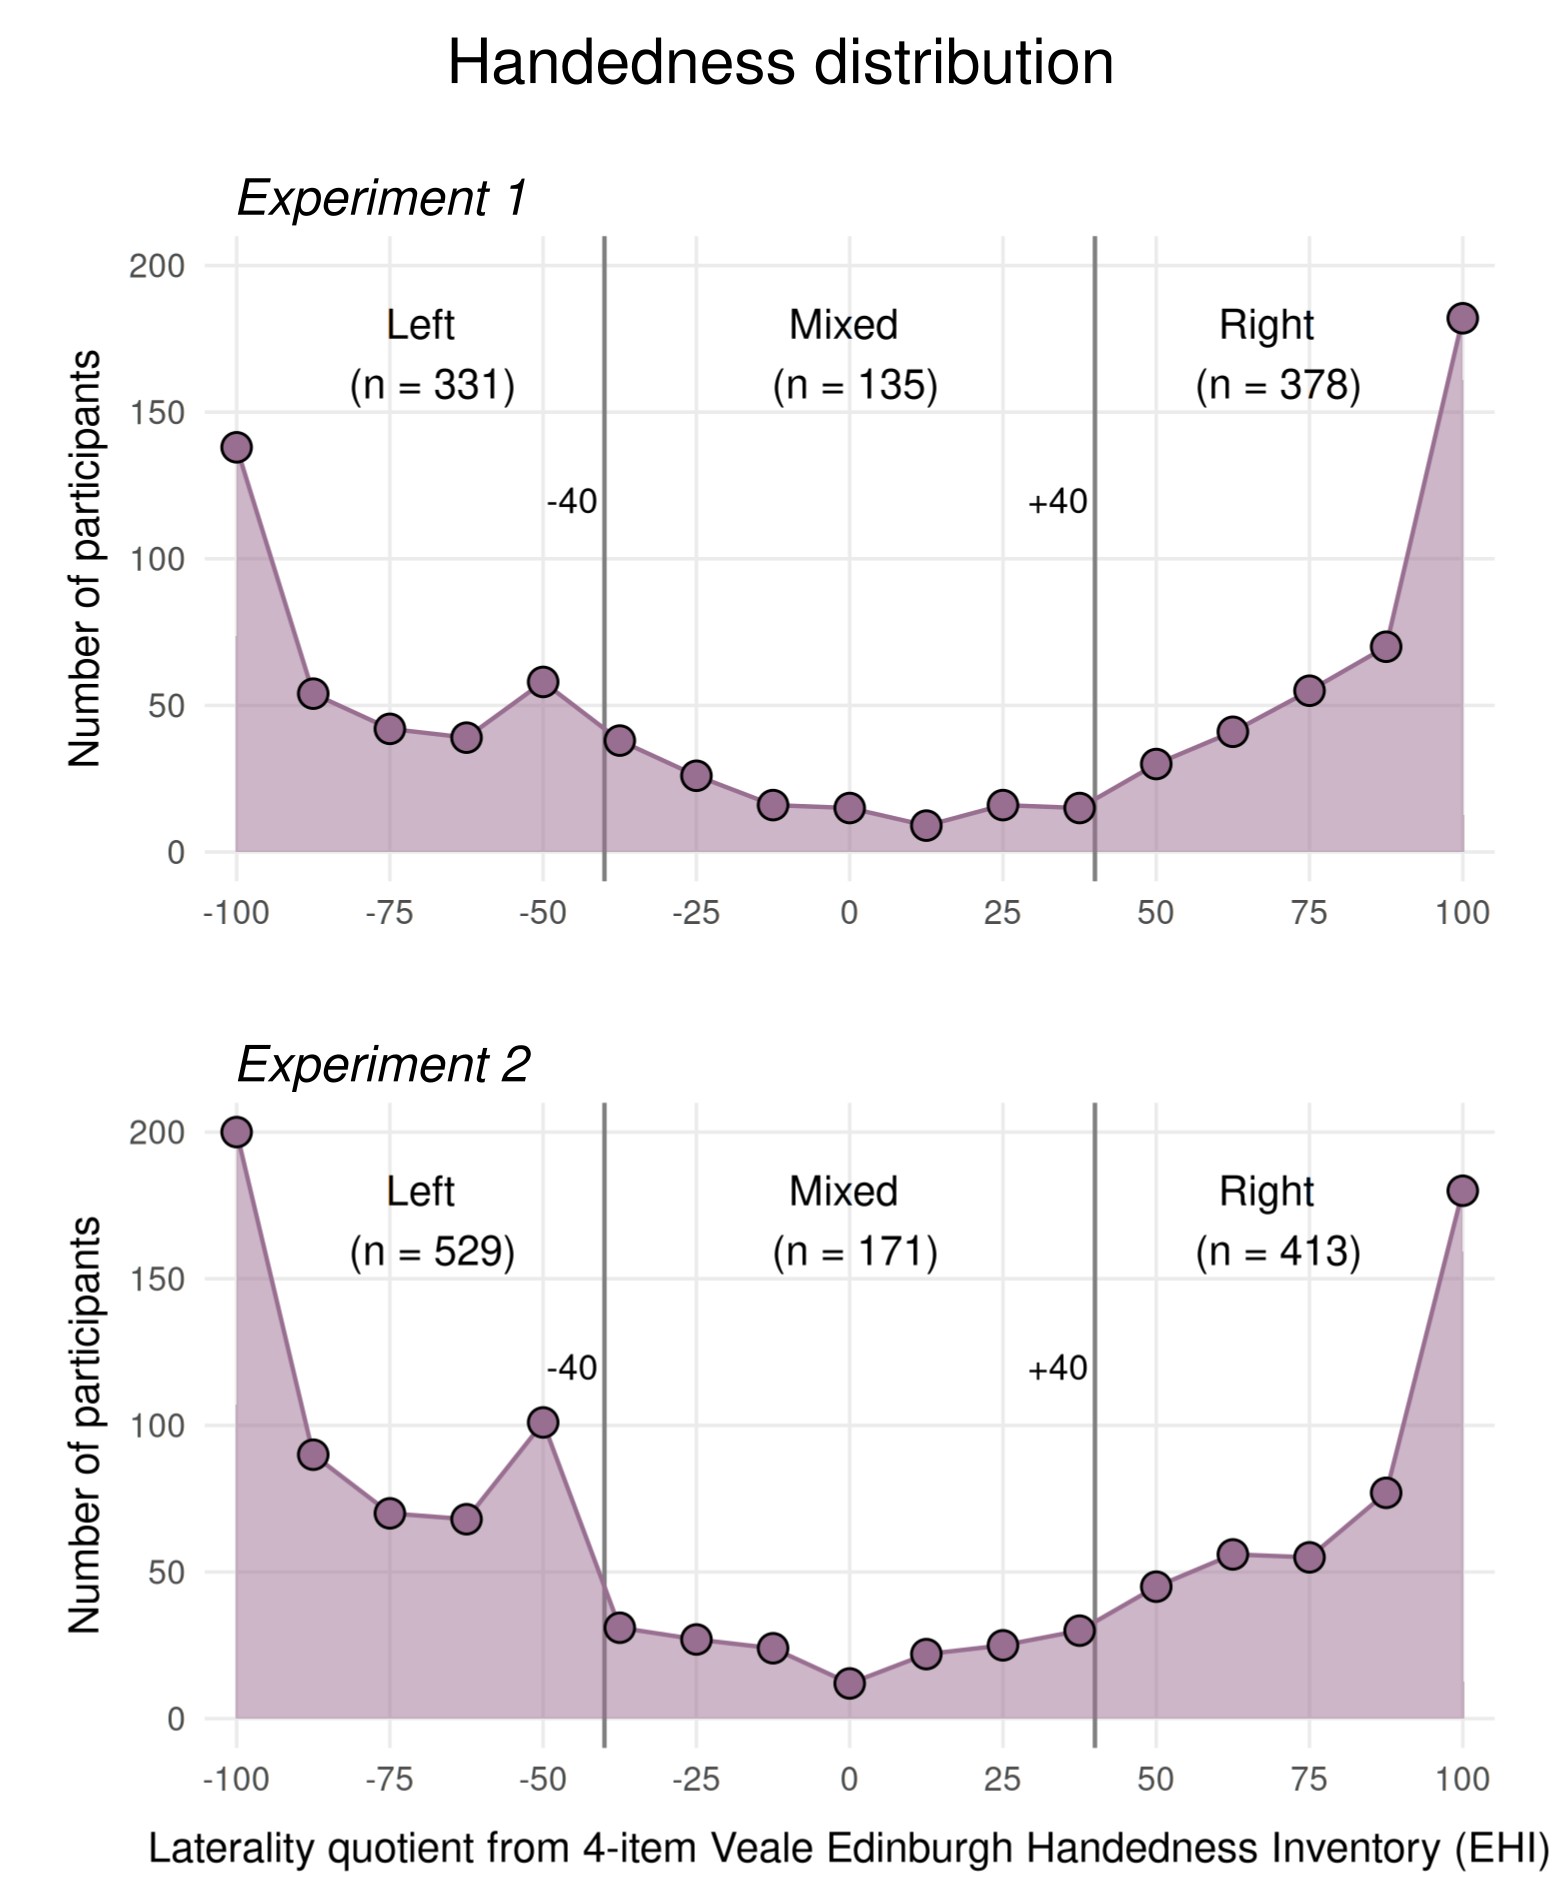 Handedness distribution
Experiment 1
Number of participants
200
150
100
50
0
Left
(n = 331)
Mixed
(n = 135)
Right
(n = 378)
-40
+40
-100 -75 -50 -25 0 25 50 75 100
Experiment 2
Number of participants
200
150
100
50
0
Left
(n = 529)
Mixed
(n = 171)
Right
(n = 413)
-40
+40
-100 -75 -50 -25 0 25 50 75 100
Laterality quotient from 4-item Veale Edinburgh Handedness Inventory (EHI)